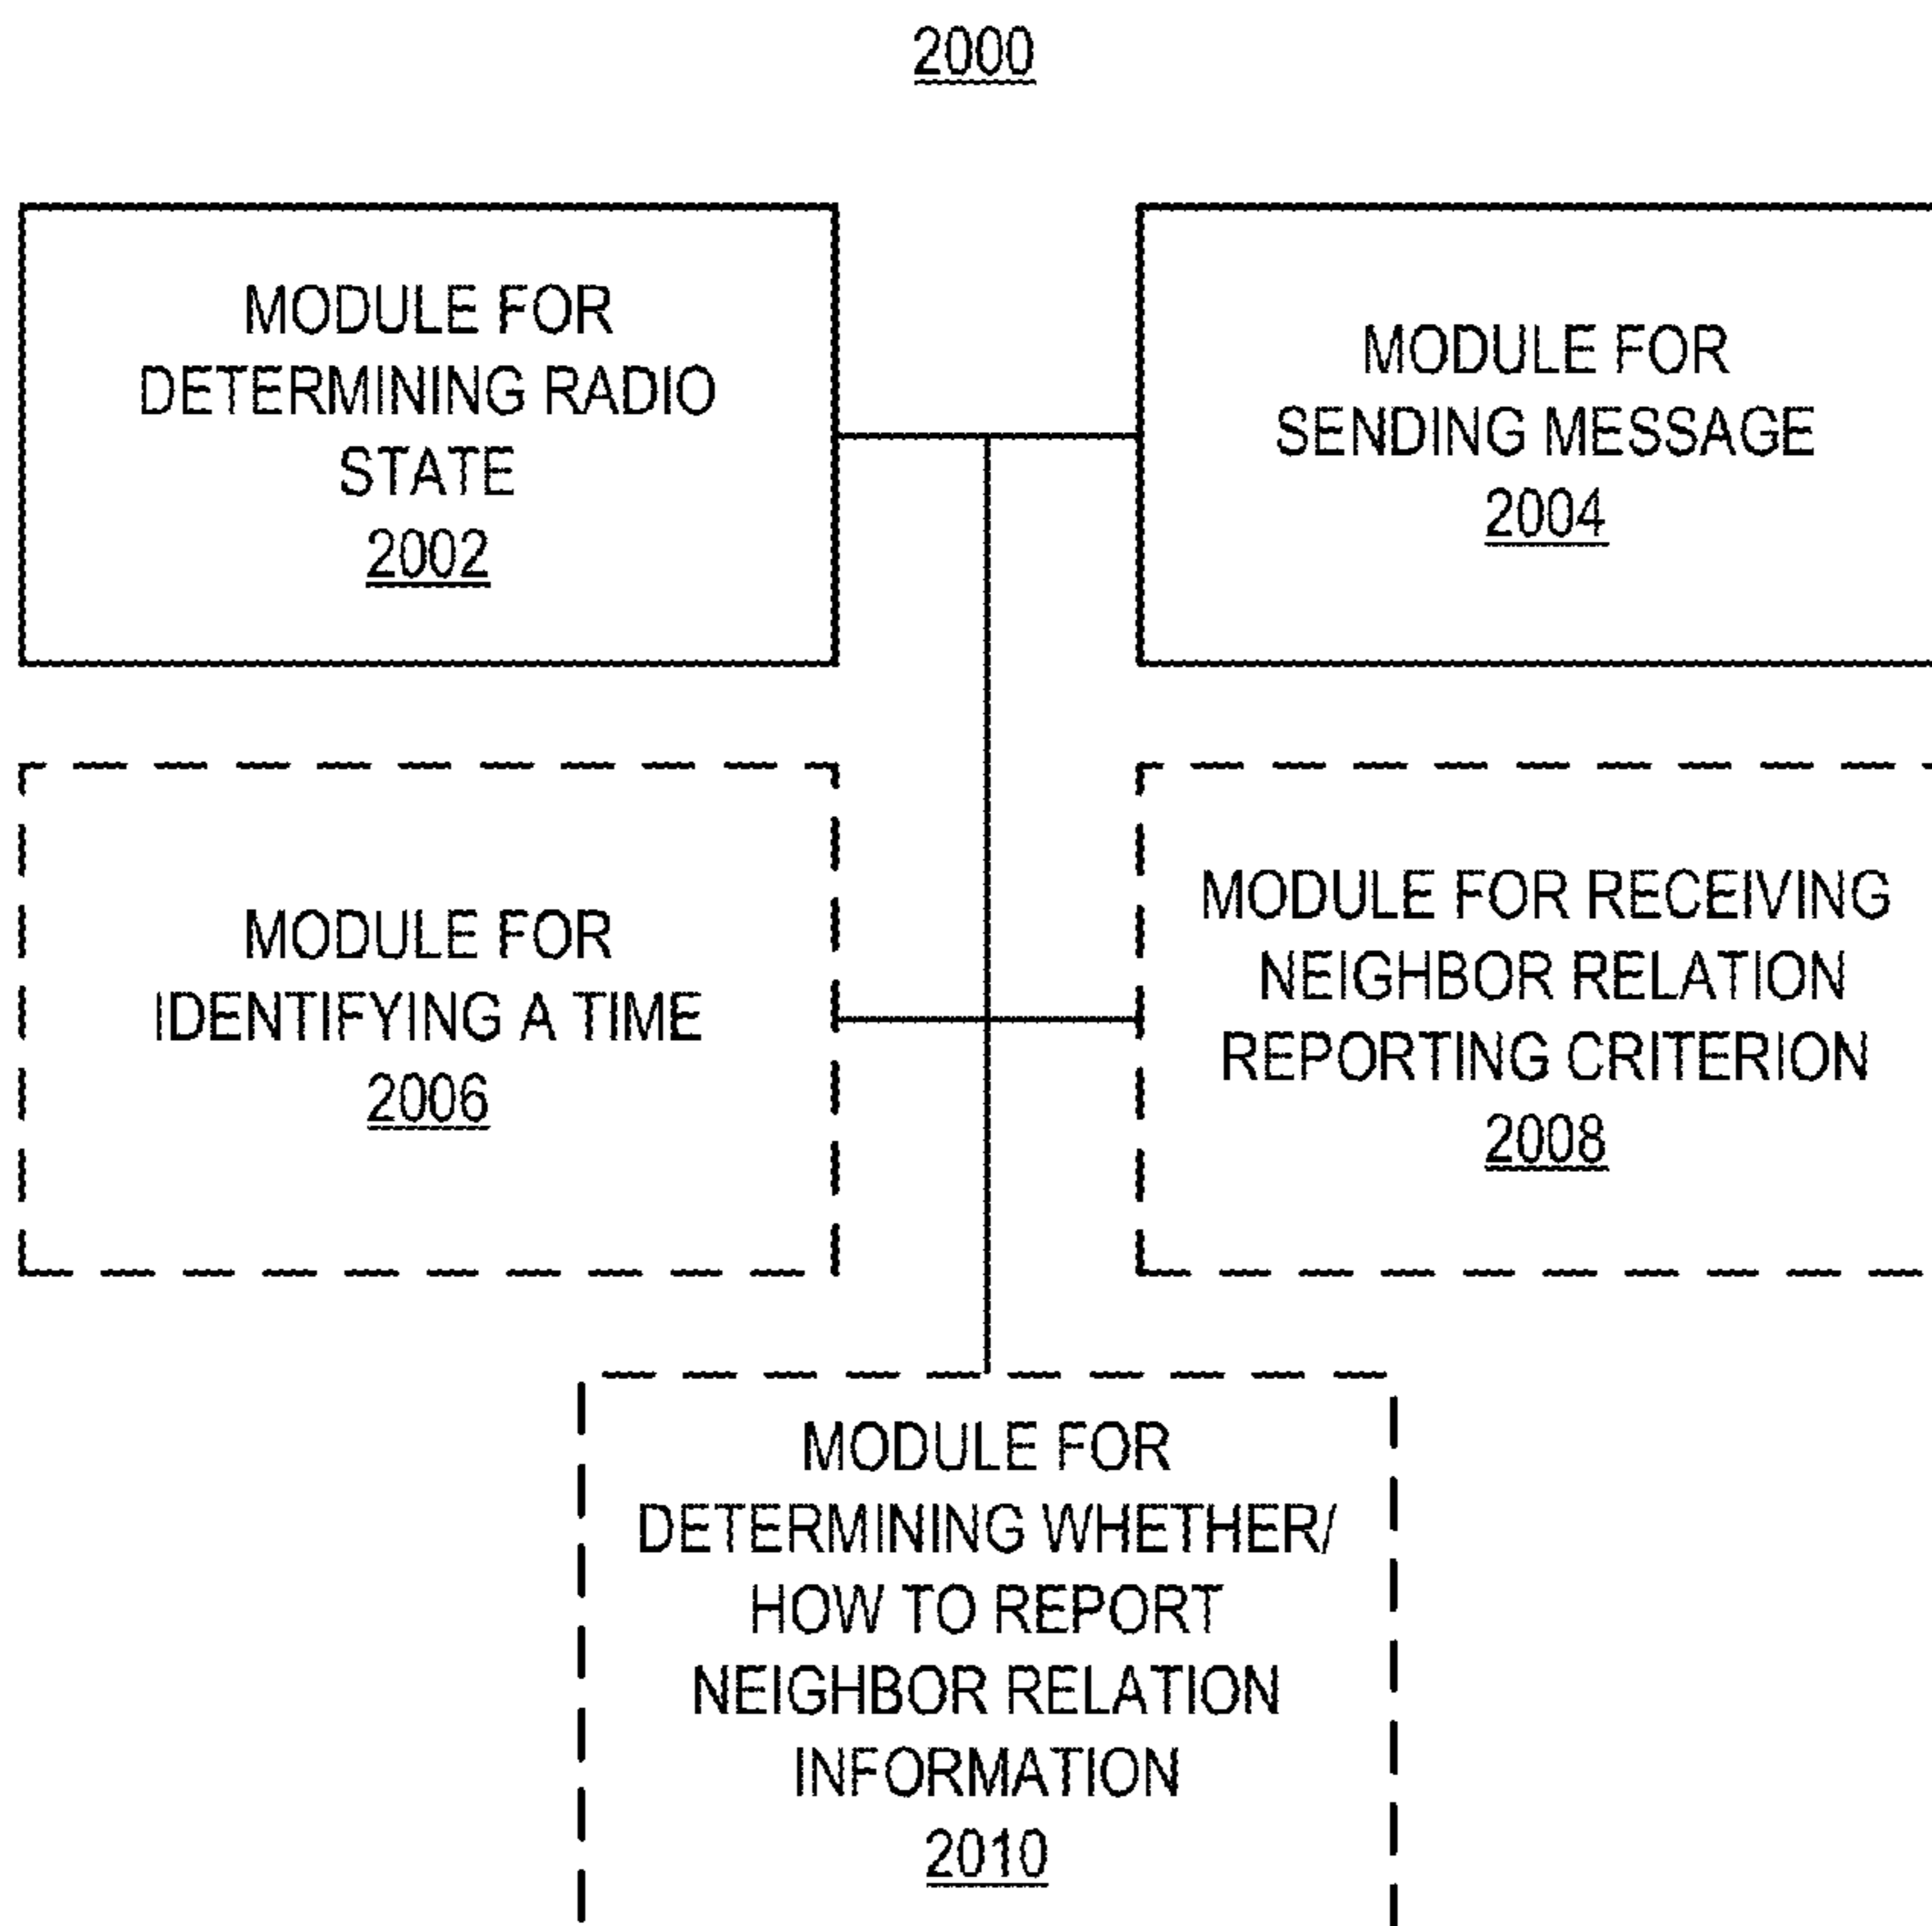 2000
MODULE FOR
DETERMINING RADIO
STATE
2002
MODULE FOR
SENDING MESSAGE
2004
MODULE FOR
IDENTIFYING A TIME
2006
MODULE FOR RECEIVING
NEIGHBOR RELATION
REPORTING CRITERION
2008
MODULE FOR
DETERMINING WHETHER/
HOW TO REPORT
NEIGHBOR RELATION
INFORMATION
2010